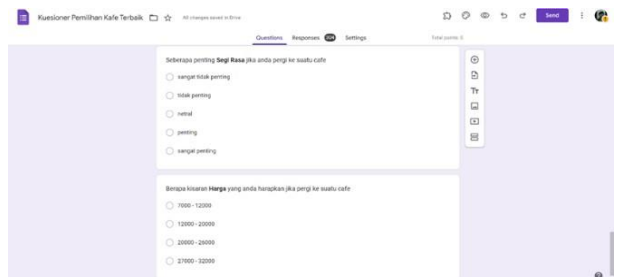 Kuesioner Pemilihan Kafe Terbaik
All changes saved in Drive
Send
Questions Responses 204 Settings
Total points: 0
Seberapa penting Segi Rasa jika anda pergi ke suatu cafe
sangat tidak penting
tidak penting
netral
penting
sangat penting
Berapa kisaran Harga yang anda harapkan jika pergi ke suatu cafe
7000 - 12000
12000 - 20000
20000 - 26000
27000 - 32000